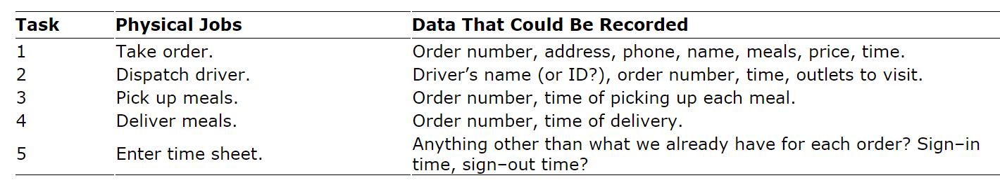 Task Physical Jobs Data That Could Be Recorded
1 Take order. Order number, address, phone, name, meals, price, time.
2 Dispatch driver. Driver’s name (or ID?), order number, time, outlets to visit.
3 Pick up meals. Order number, time of picking up each meal.
4 Deliver meals. Order number, time of delivery.
5 Enter time sheet. Anything other than what we already have for each order? Sign–in
time, sign–out time?